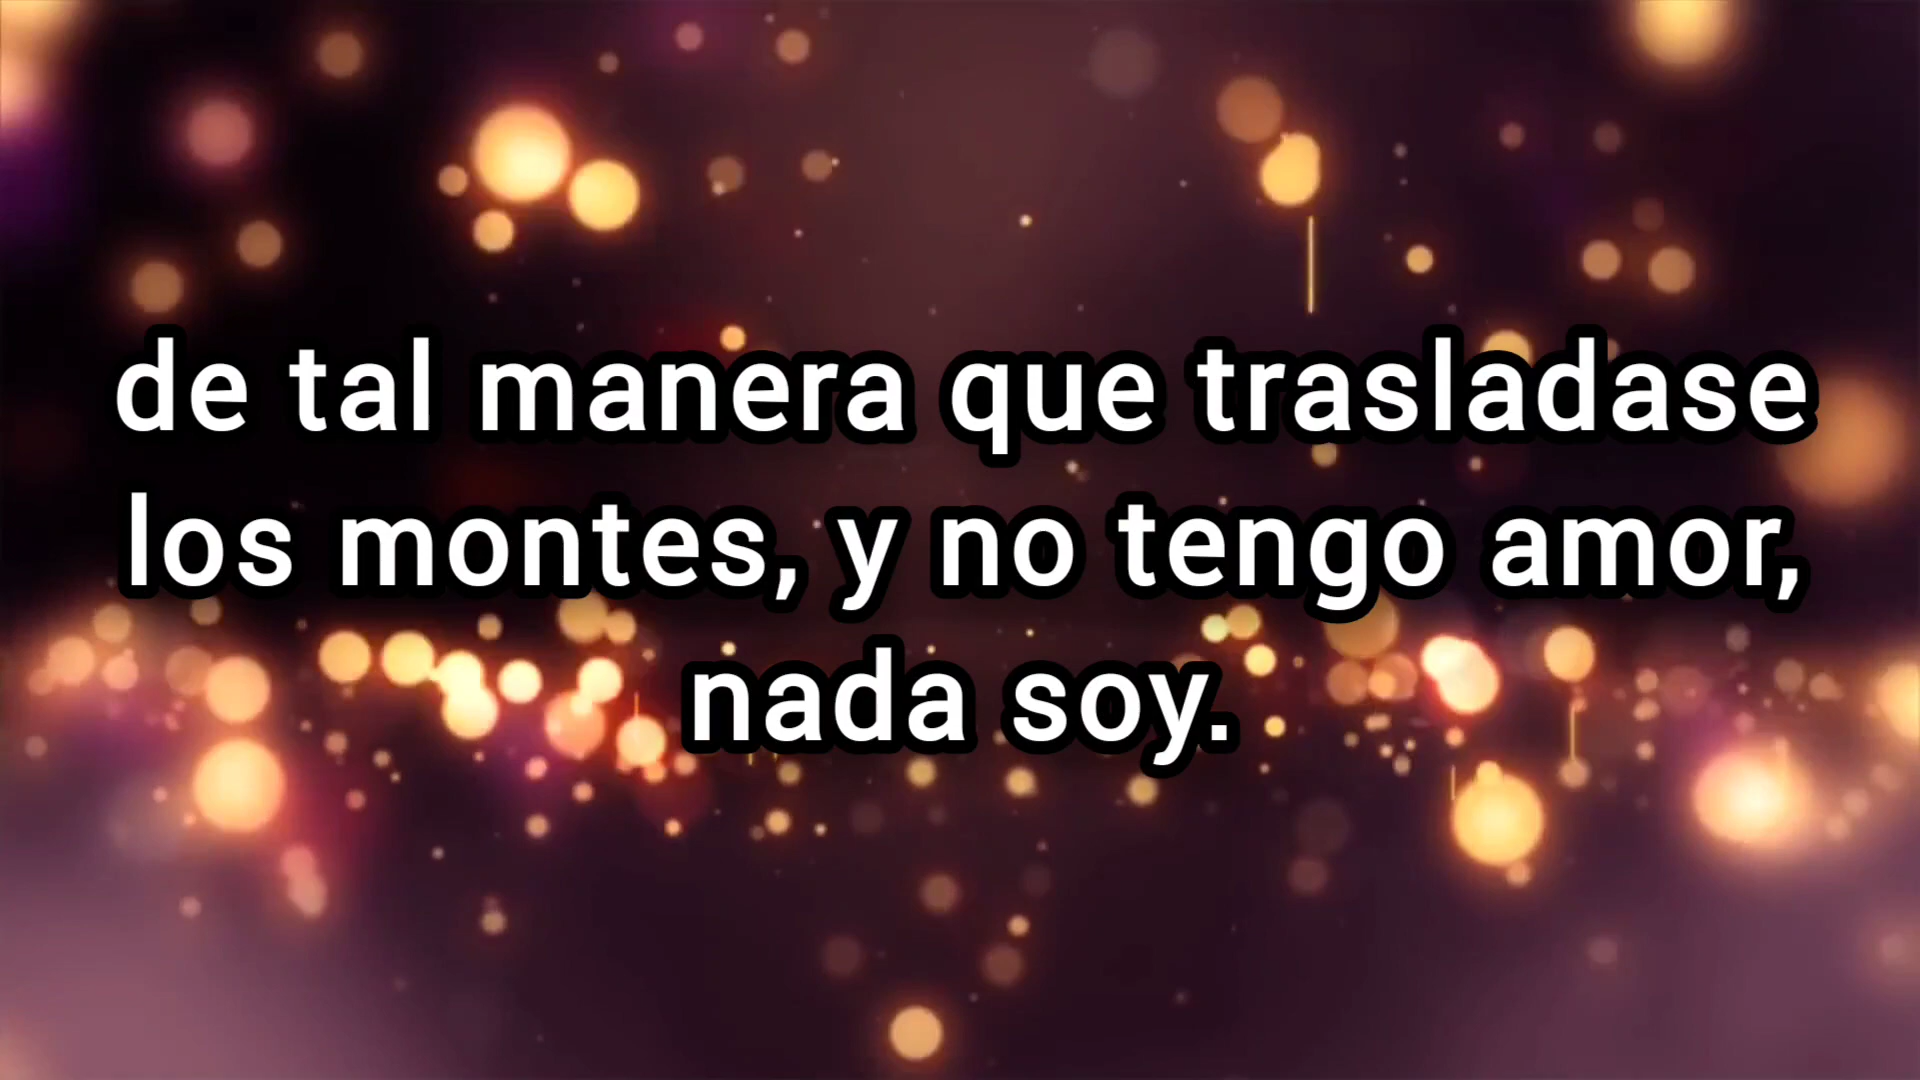 de tal manera que trasladase
los montes, y no tengo amor,
nada soy.